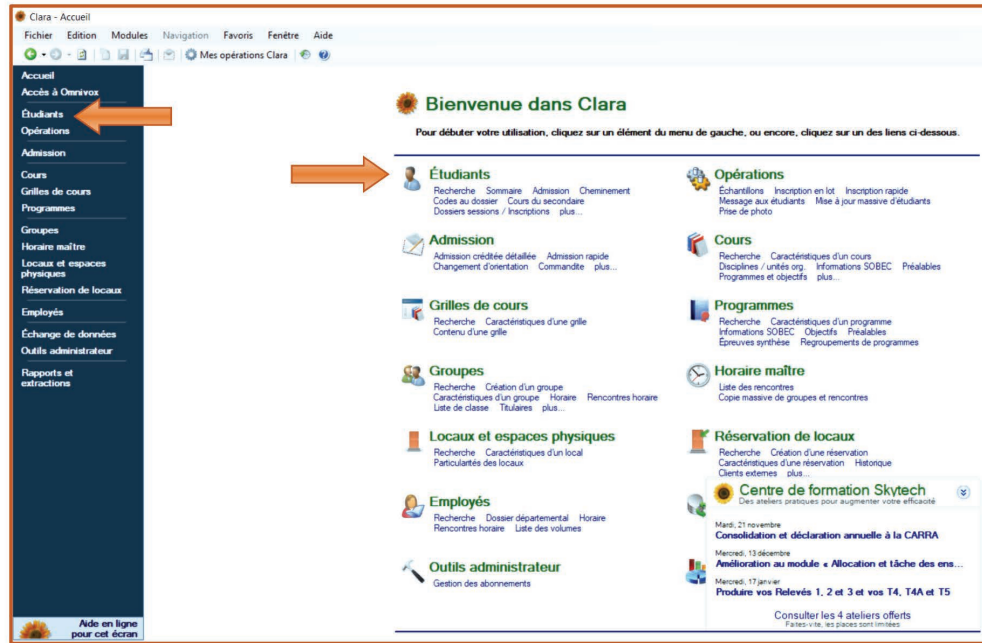 Clara - Accueil
Fichier Edition Modules Navigation Favoris Fenêtre Aide
Mes opérations Clara
Accueil
Accès à Omnivox
Étudiants
Opérations
Admission
Cours
Grilles de cours
Programmes
Groupes
Horaire maître
Locaux et espaces
physiques
Réservation de locaux
Employés
Échange de données
Outils administrateur
Rapports et
extractions
Aide en ligne
pour cet écran
Bienvenue dans Clara
Pour débuter votre utilisation, cliquez sur un élément du menu de gauche, ou encore, cliquez sur un des liens ci-dessous.
Étudiants
Recherche Sommaire Admission Cheminement
Codes au dossier Cours du secondaire
Dossiers sessions / Inscriptions plus...
Opérations
Échantillons Inscription en lot Inscription rapide
Message aux étudiants Mise à jour massive d'étudiants
Prise de photo
Admission
Admission créditée détaillée Admission rapide
Changement d'orientation Commandite plus...
Cours
Recherche Caractéristiques d'un cours
Disciplines / unités org. Informations SOBEC Préalables
Programmes et objectifs plus...
Grilles de cours
Recherche Caractéristiques d'une grille
Contenu d'une grille
Programmes
Recherche Caractéristiques d'un programme
Informations SOBEC Objectifs Préalables
Épreuves synthèse Regroupements de programmes
Groupes
Recherche Création d'un groupe
Caractéristiques d'un groupe Horaire Rencontres horaire
Liste de classe Titulaires plus...
Horaire maître
Liste des rencontres
Copie massive de groupes et rencontres
Locaux et espaces physiques
Recherche Caractéristiques d'un local
Particularités des locaux
Réservation de locaux
Recherche Création d'une réservation
Caractéristiques d'une réservation Historique
Clients externes plus...
Employés
Recherche Dossier départemental Horaire
Rencontres horaire Liste des volumes
Outils administrateur
Gestion des abonnements
Centre de formation Skytech
Des ateliers pratiques pour augmenter votre efficacité
Mardi, 21 novembre
Consolidation et déclaration annuelle à la CARRA
Mercredi, 13 décembre
Amélioration au module « Allocation et tâche des ens...
Mercredi, 17 janvier
Produire vos Relevés 1, 2 et 3 et vos T4, T4A et T5
Consulter les 4 ateliers offerts
Faites-vite, les places sont limitées